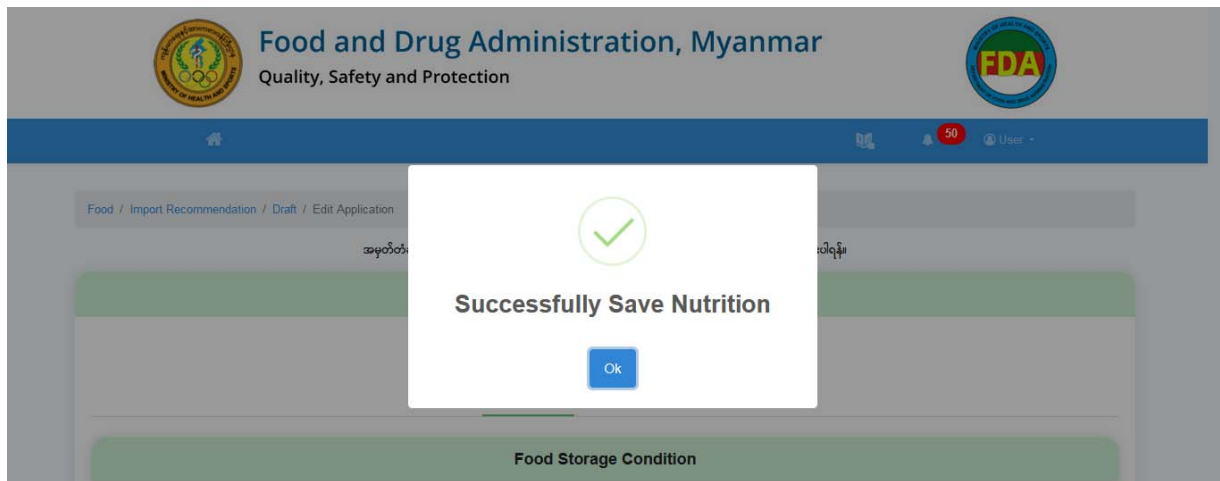 Food and Drug Administration, Myanmar
Quality, Safety and Protection
FDA
50
User
Food / Import Recommendation / Draft / Edit Application
Successfully Save Nutrition
Ok
Food Storage Condition